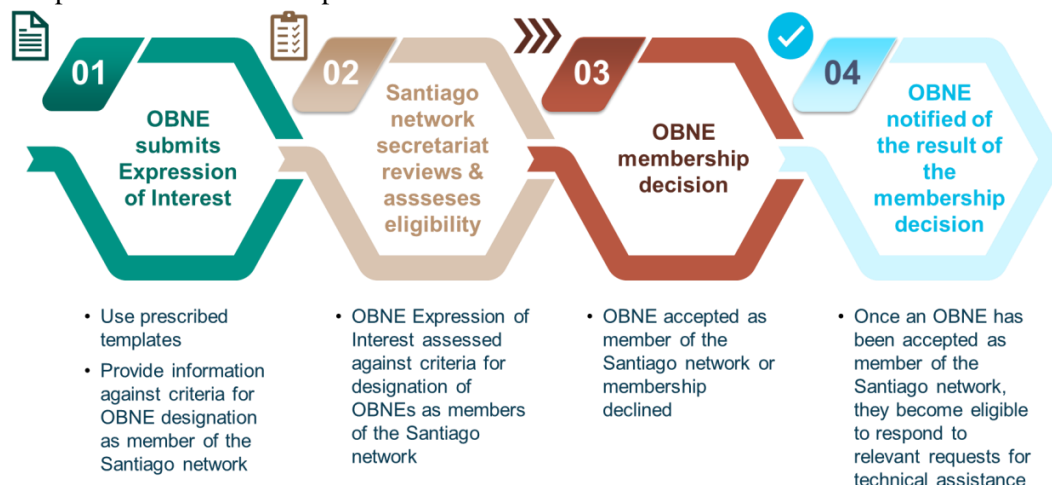 01
OBNE
submits
Expression
of Interest
• Use prescribed
templates
• Provide information
against criteria for
OBNE designation
as member of the
Santiago network
02
Santiago
network
secretariat
reviews &
assseses
eligibility
• OBNE Expression of
Interest assessed
against criteria for
designation of
OBNEs as members
of the Santiago
network
03
OBNE
membership
decision
• OBNE accepted as
member of the
Santiago network or
membership
declined
04
OBNE
notified of
the result of
the
membership
decision
• Once an OBNE has
been accepted as
member of the
Santiago network,
they become eligible
to respond to
relevant requests for
technical assistance